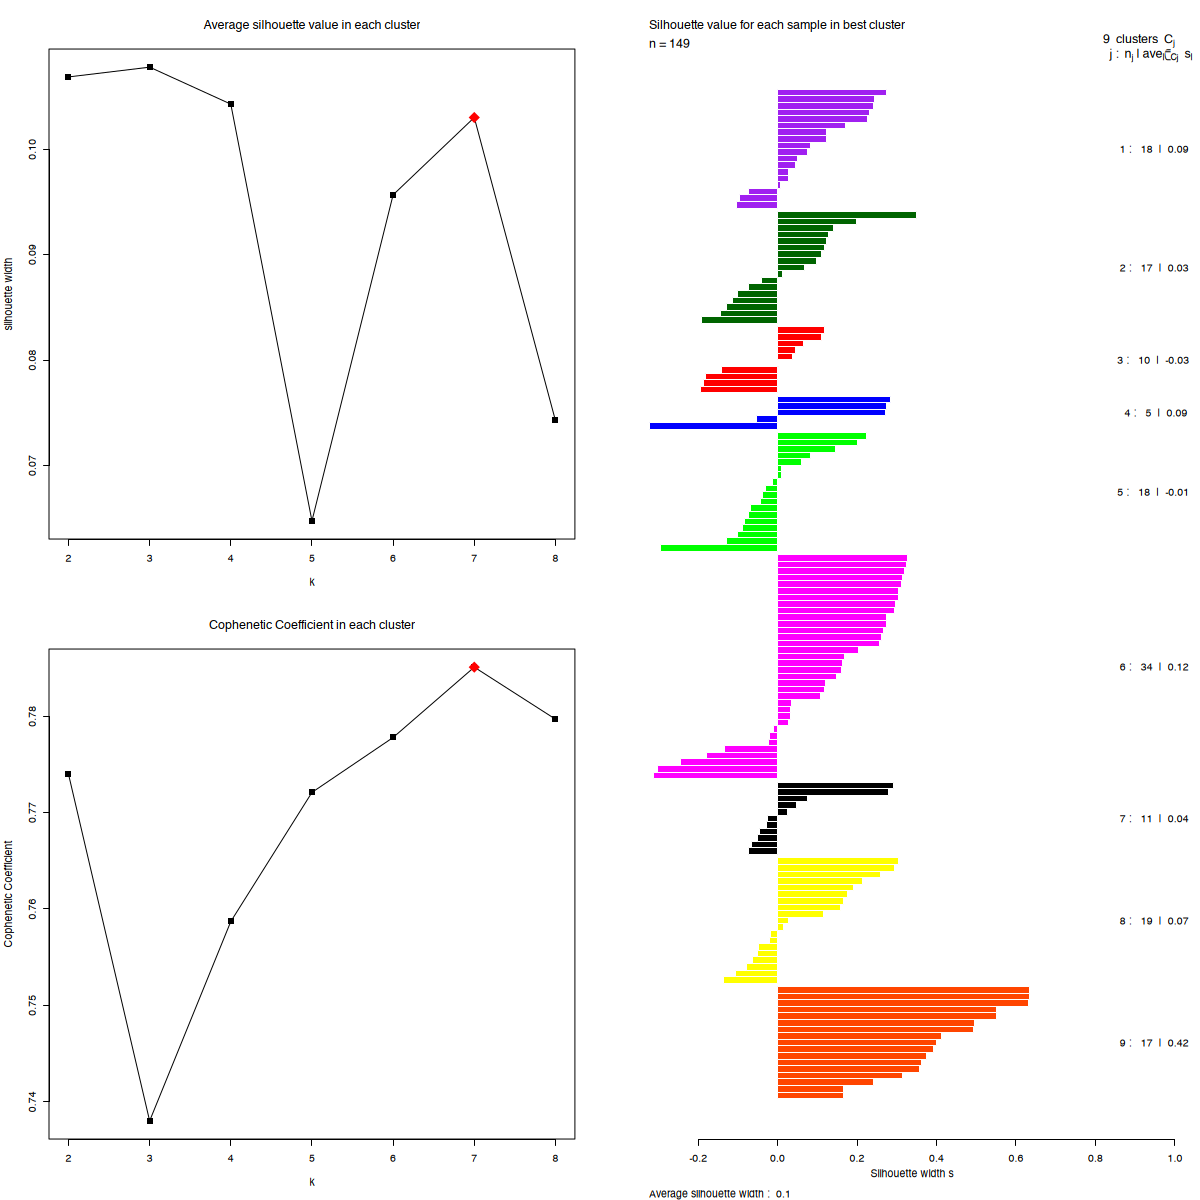 Average silhouette value in each cluster
silhouette width
0.07 0.08 0.09 0.10
2 3 4 5 6 7 8
k
Cophenetic Coefficient in each cluster
Cophenetic Coefficient
0.74 0.75 0.76 0.77 0.78
2 3 4 5 6 7 8
k
Silhouette value for each sample in best cluster
n = 149
9 clusters Cj
j : nj | ave i∈Cj si
1 : 18 | 0.09
2 : 17 | 0.03
3 : 10 | -0.03
4 : 5 | 0.09
5 : 18 | -0.01
6 : 34 | 0.12
7 : 11 | 0.04
8 : 19 | 0.07
9 : 17 | 0.42
-0.2 0.0 0.2 0.4 0.6 0.8 1.0
Silhouette width s
Average silhouette width : 0.1